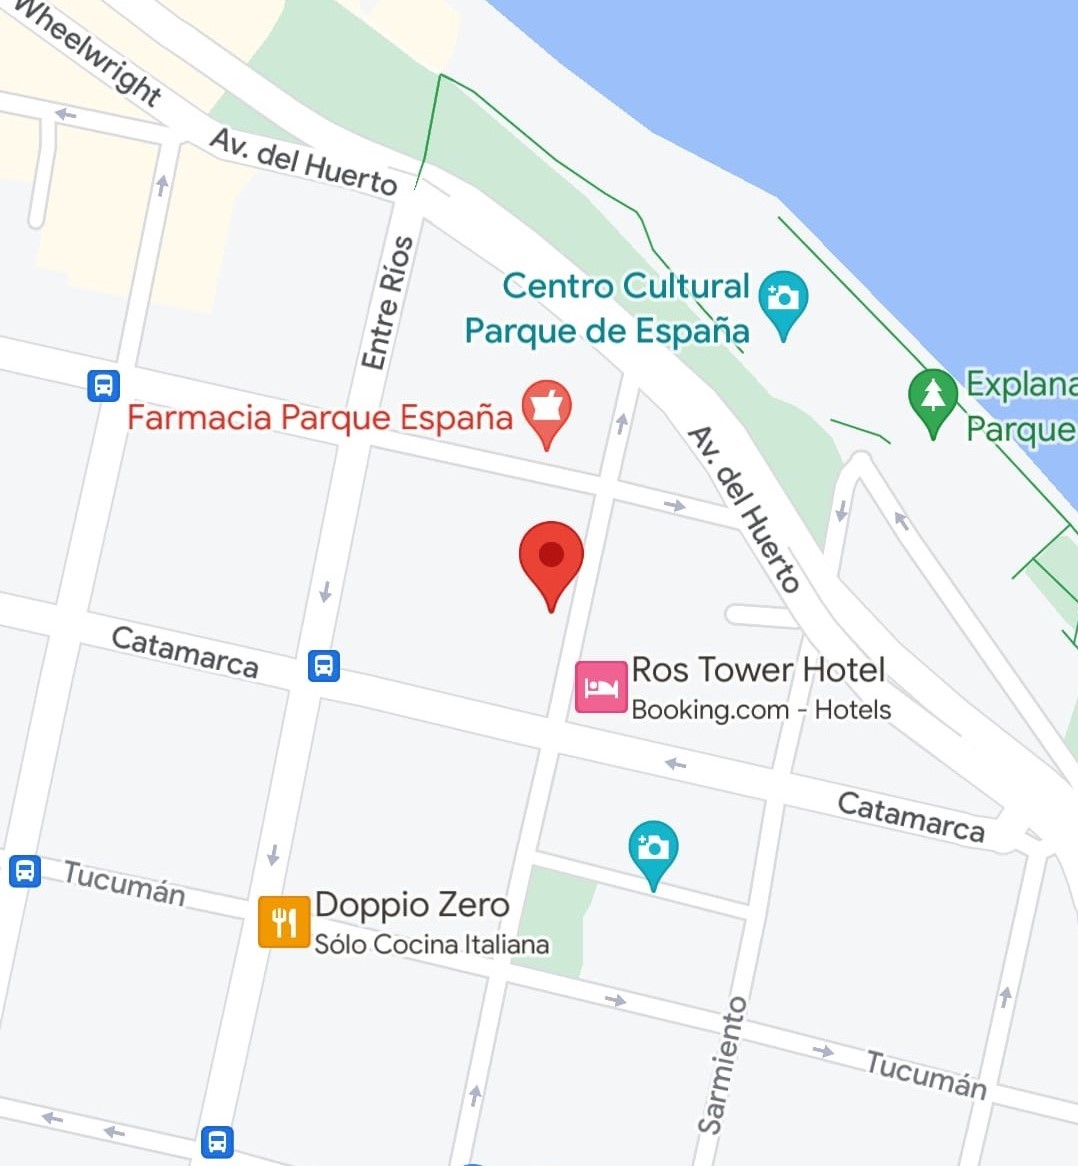 Wheelwright
Av. del Huerto
Entre Ríos
Centro Cultural
Parque de España
Explana
Parque
Farmacia Parque España
Av. del Huerto
Catamarca
Ros Tower Hotel
Booking.com - Hotels
Catamarca
Tucumán
Doppio Zero
Sólo Cocina Italiana
Sarmiento
Tucumán